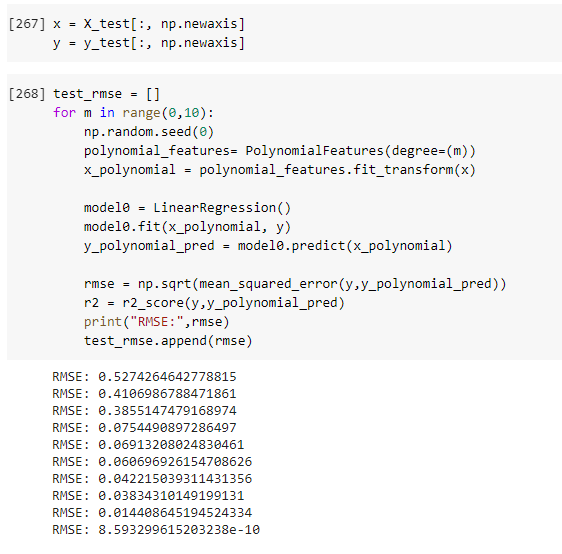 [267] x = X_test[:, np.newaxis]
y = y_test[:, np.newaxis]
[268] test_rmse = []
for m in range(0,10):
np.random.seed(0)
polynomial_features= PolynomialFeatures(degree=(m))
x_polynomial = polynomial_features.fit_transform(x)
model0 = LinearRegression()
model0.fit(x_polynomial, y)
y_polynomial_pred = model0.predict(x_polynomial)
rmse = np.sqrt(mean_squared_error(y,y_polynomial_pred))
r2 = r2_score(y,y_polynomial_pred)
print("RMSE:",rmse)
test_rmse.append(rmse)
RMSE: 0.5274264642778815
RMSE: 0.4106986788471861
RMSE: 0.3855147479168974
RMSE: 0.0754490897286497
RMSE: 0.06913208024830461
RMSE: 0.060696926154708626
RMSE: 0.042215039311431356
RMSE: 0.03834310149199131
RMSE: 0.014408645194524334
RMSE: 8.593299615203238e-10